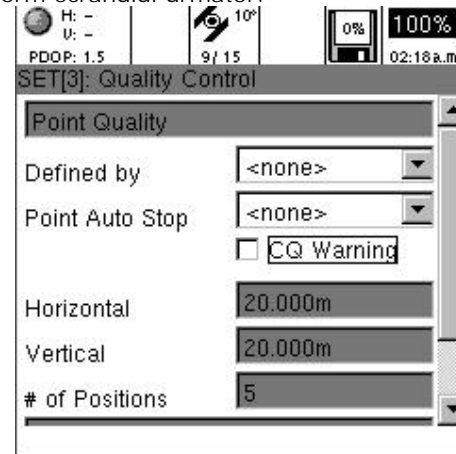 H: -
V: -
10°
0%
100%
PDOP: 1.5
9/15
02:18a.m
SET[3]: Quality Control
Point Quality
Defined by
<none>
Point Auto Stop
<none>
CQ Warning
Horizontal
20.000m
Vertical
20.000m
# of Positions
5